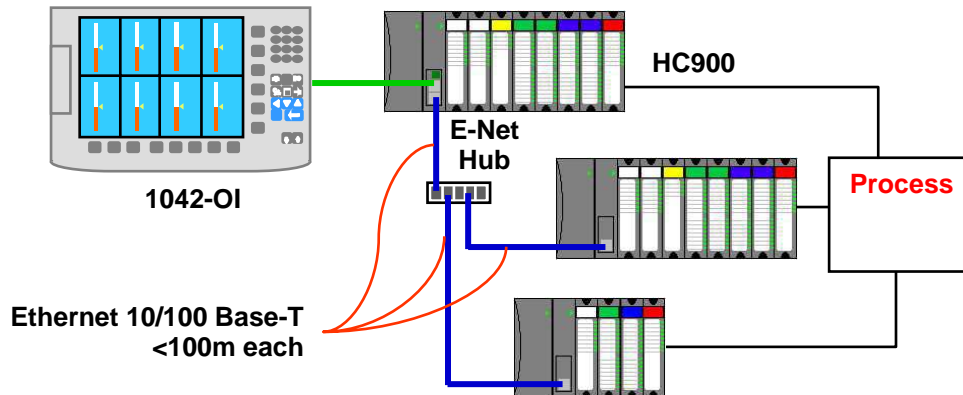 HC900
E-Net
Hub
1042-OI
Process
Ethernet 10/100 Base-T
<100m each